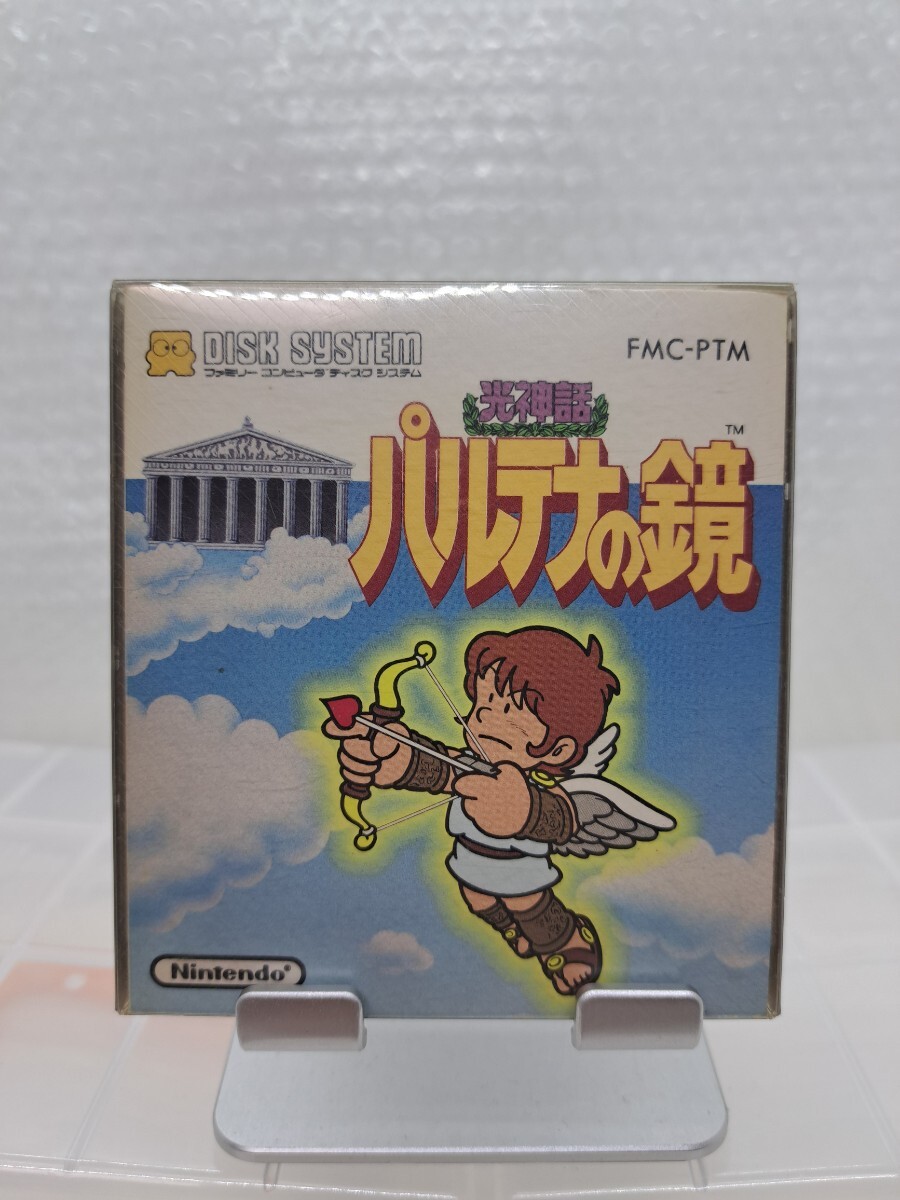 DISK SYSTEM
ファミリー コンピュータ ディスク システム
FMC-PTM
光神話
TM
パルテナの鏡
Nintendo®